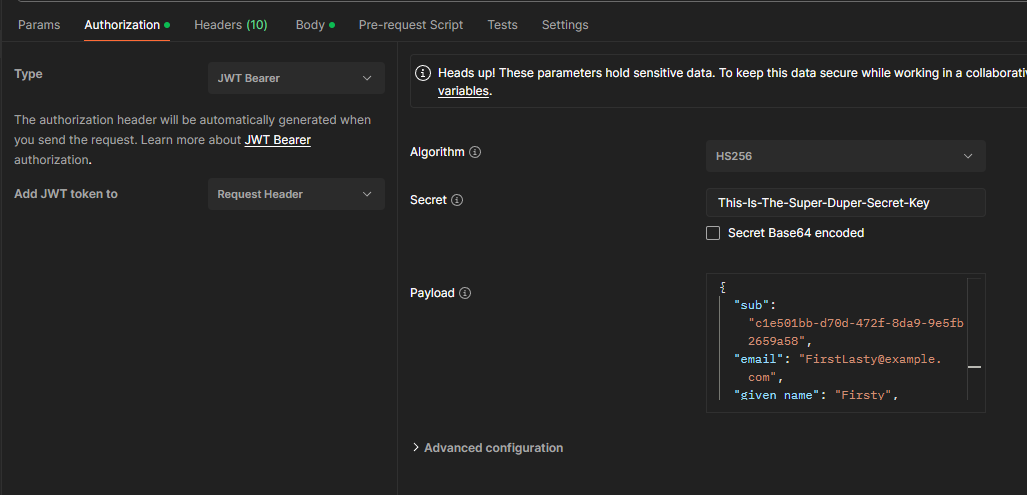 Params Authorization Headers (10) Body Pre-request Script Tests Settings
Type JWT Bearer
The authorization header will be automatically generated when
you send the request. Learn more about JWT Bearer
authorization.
Add JWT token to Request Header
Heads up! These parameters hold sensitive data. To keep this data secure while working in a collaborativ
variables.
Algorithm HS256
Secret This-Is-The-Super-Duper-Secret-Key
Secret Base64 encoded
Payload
{
"sub":
"c1e501bb-d70d-472f-8da9-9e5fb
2659a58",
"email": "FirstLasty@example.
com",
"given_name": "Firsty",
Advanced configuration